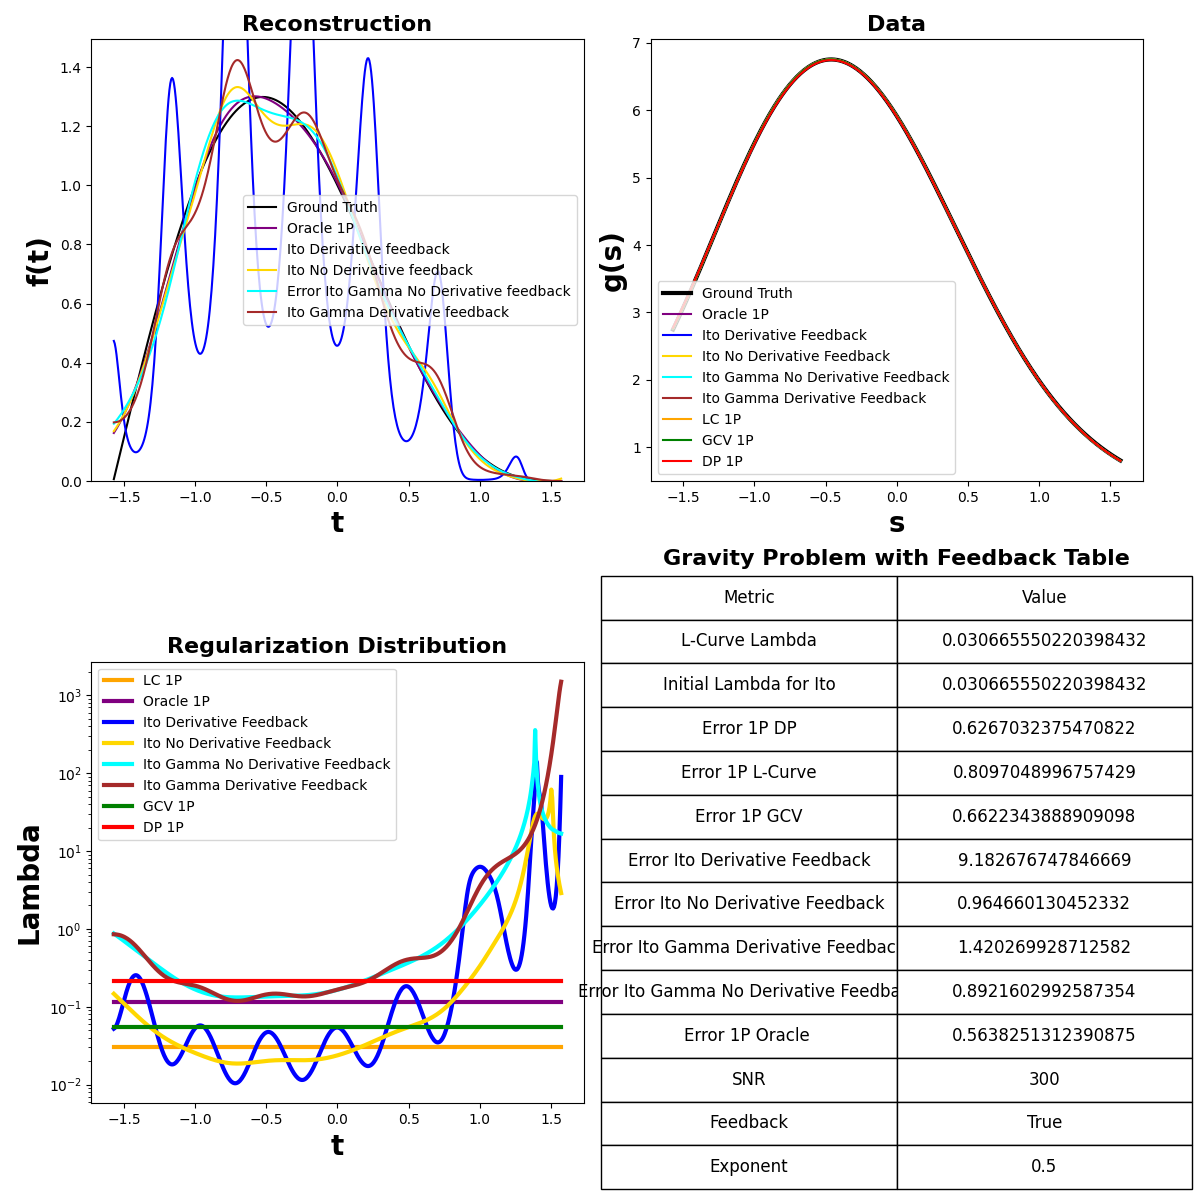 Reconstruction
f(t)
1.4
1.2
1.0
0.8
0.6
0.4
0.2
0.0
−1.5 −1.0 −0.5 0.0 0.5 1.0 1.5
t
Ground Truth
Oracle 1P
Ito Derivative feedback
Ito No Derivative feedback
Error Ito Gamma No Derivative feedback
Ito Gamma Derivative feedback
Data
g(s)
7
6
5
4
3
2
1
−1.5 −1.0 −0.5 0.0 0.5 1.0 1.5
s
Ground Truth
Oracle 1P
Ito Derivative Feedback
Ito No Derivative Feedback
Ito Gamma No Derivative Feedback
Ito Gamma Derivative Feedback
LC 1P
GCV 1P
DP 1P
Regularization Distribution
Lambda
10³
10²
10¹
10⁰
10⁻¹
10⁻²
−1.5 −1.0 −0.5 0.0 0.5 1.0 1.5
t
LC 1P
Oracle 1P
Ito Derivative Feedback
Ito No Derivative Feedback
Ito Gamma No Derivative Feedback
Ito Gamma Derivative Feedback
GCV 1P
DP 1P
Gravity Problem with Feedback Table
Metric Value
L-Curve Lambda 0.030665550220398432
Initial Lambda for Ito 0.030665550220398432
Error 1P DP 0.6267032375470822
Error 1P L-Curve 0.8097048996757429
Error 1P GCV 0.6622343888909098
Error Ito Derivative Feedback 9.182676747846669
Error Ito No Derivative Feedback 0.964660130452332
Error Ito Gamma Derivative Feedbac 1.420269928712582
Error Ito Gamma No Derivative Feedba 0.8921602992587354
Error 1P Oracle 0.5638251312390875
SNR 300
Feedback True
Exponent 0.5